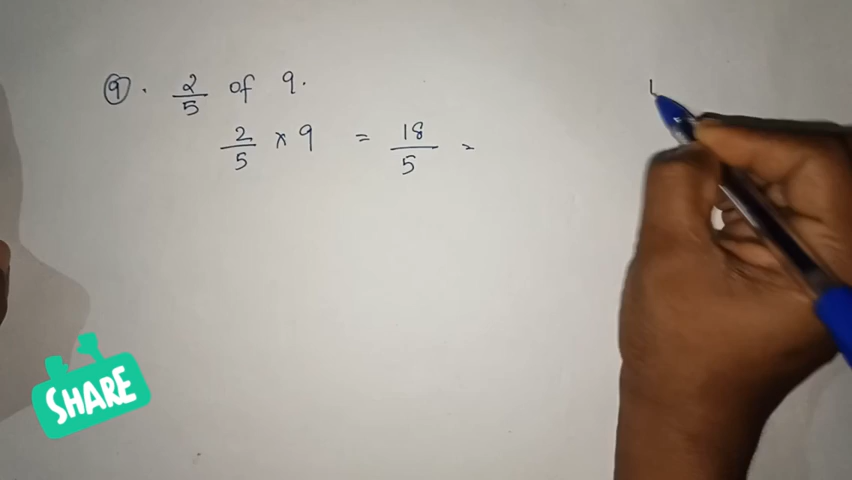 9. 2/5 of 9.
2/5 × 9 = 18/5 =
SHARE